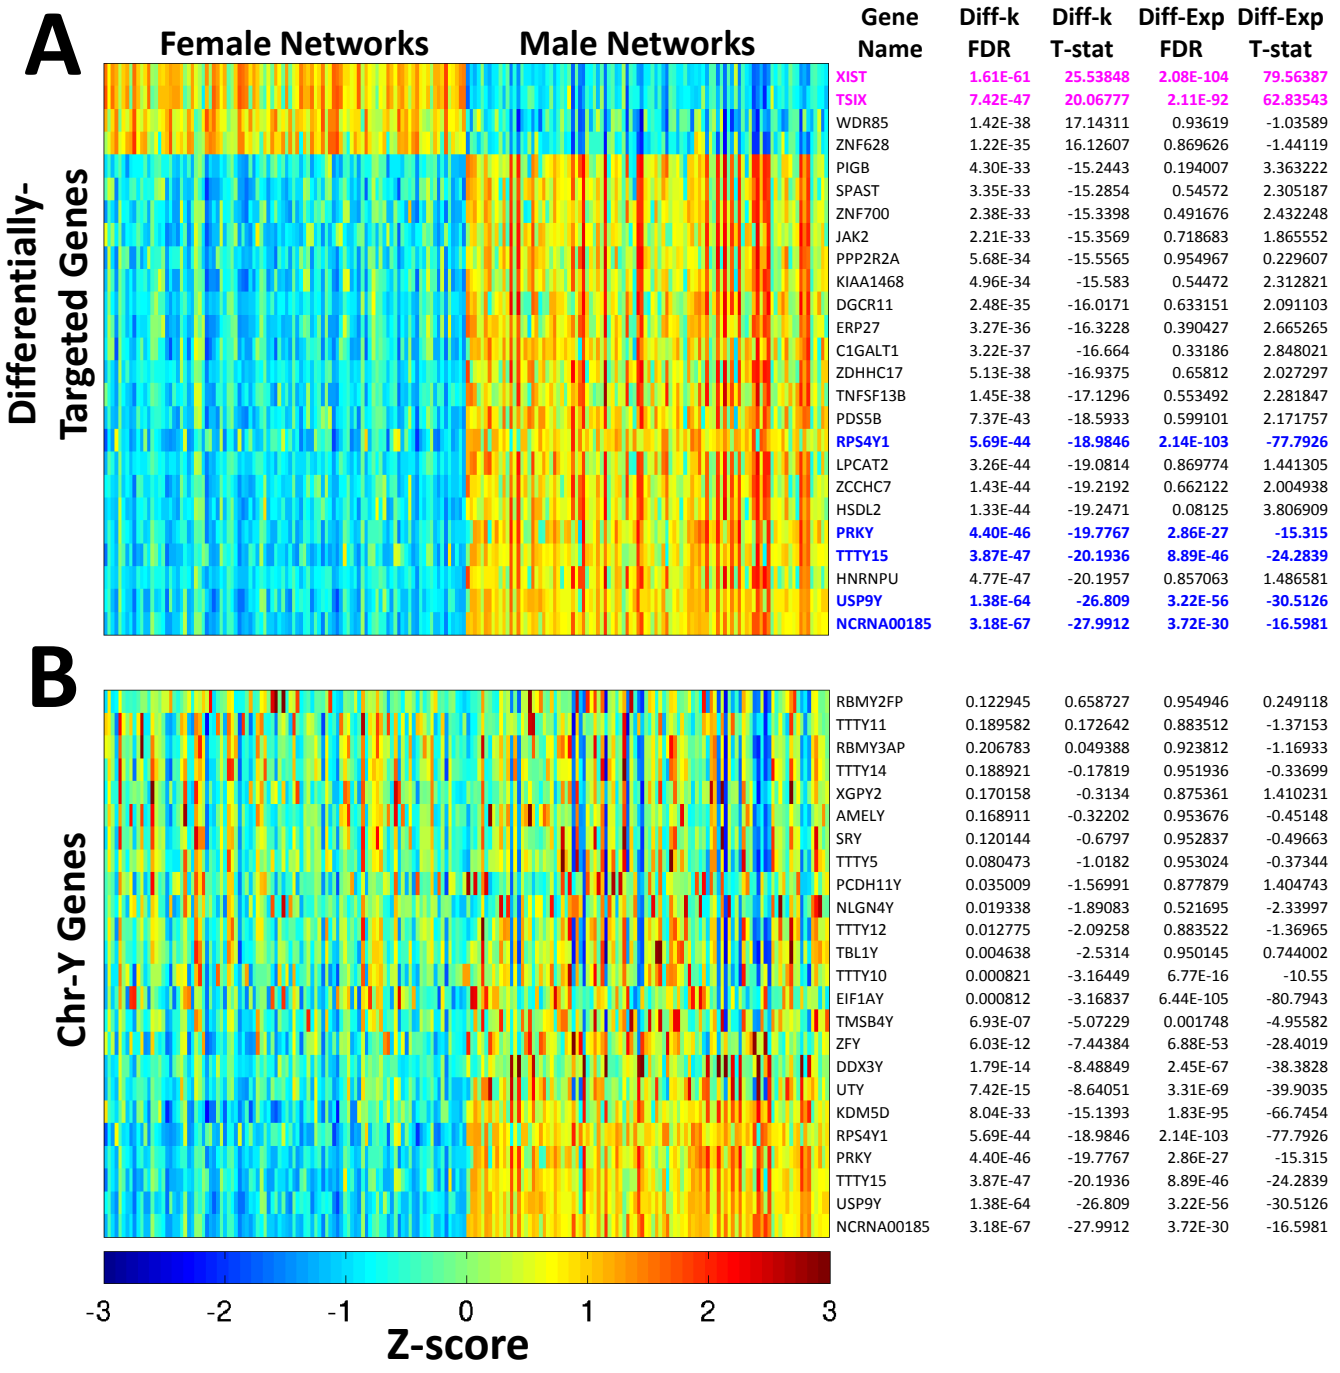 A
Female Networks Male Networks
Gene Diff-k Diff-k Diff-Exp Diff-Exp
Name FDR T-stat FDR T-stat
Differentially-
Targeted Genes
XIST 1.61E-61 25.53848 2.08E-104 79.56387
TSIX 7.42E-47 20.06777 2.11E-92 62.83543
WDR85 1.42E-38 17.14311 0.93619 -1.03589
ZNF628 1.22E-35 16.12607 0.869626 -1.44119
PIGB 4.30E-33 -15.2443 0.194007 3.363222
SPAST 3.35E-33 -15.2854 0.54572 2.305187
ZNF700 2.38E-33 -15.3398 0.491676 2.432248
JAK2 2.21E-33 -15.3569 0.718683 1.865552
PPP2R2A 5.68E-34 -15.5565 0.954967 0.229607
KIAA1468 4.96E-34 -15.583 0.54472 2.312821
DGCR11 2.48E-35 -16.0171 0.633151 2.091103
ERP27 3.27E-36 -16.3228 0.390427 2.665265
C1GALT1 3.22E-37 -16.664 0.33186 2.848021
ZDHHC17 5.13E-38 -16.9375 0.65812 2.027297
TNFSF13B 1.45E-38 -17.1296 0.553492 2.281847
PDS5B 7.37E-43 -18.5933 0.599101 2.171757
RPS4Y1 5.69E-44 -18.9846 2.14E-103 -77.7926
LPCAT2 3.26E-44 -19.0814 0.869774 1.441305
ZCCHC7 1.43E-44 -19.2192 0.662122 2.004938
HSDL2 1.33E-44 -19.2471 0.08125 3.806909
PRKY 4.40E-46 -19.7767 2.86E-27 -15.315
TTTY15 3.87E-47 -20.1936 8.89E-46 -24.2839
HNRNPU 4.77E-47 -20.1957 0.857063 1.486581
USP9Y 1.38E-64 -26.809 3.22E-56 -30.5126
NCRNA00185 3.18E-67 -27.9912 3.72E-30 -16.5981
B
Chr-Y Genes
RBMY2FP 0.122945 0.658727 0.954946 0.249118
TTTY11 0.189582 0.172642 0.883512 -1.37153
RBMY3AP 0.206783 0.049388 0.923812 -1.16933
TTTY14 0.188921 -0.17819 0.951936 -0.33699
XGPY2 0.170158 -0.3134 0.875361 1.410231
AMELY 0.168911 -0.32202 0.953676 -0.45148
SRY 0.120144 -0.6797 0.952837 -0.49663
TTTY5 0.080473 -1.0182 0.953024 -0.37344
PCDH11Y 0.035009 -1.56991 0.877879 1.404743
NLGN4Y 0.019338 -1.89083 0.521695 -2.33997
TTTY12 0.012775 -2.09258 0.883522 -1.36965
TBL1Y 0.004638 -2.5314 0.950145 0.744002
TTTY10 0.000821 -3.16449 6.77E-16 -10.55
EIF1AY 0.000812 -3.16837 6.44E-105 -80.7943
TMSB4Y 6.93E-07 -5.07229 0.001748 -4.95582
ZFY 6.03E-12 -7.44384 6.88E-53 -28.4019
DDX3Y 1.79E-14 -8.48849 2.45E-67 -38.3828
UTY 7.42E-15 -8.64051 3.31E-69 -39.9035
KDM5D 8.04E-33 -15.1393 1.83E-95 -66.7454
RPS4Y1 5.69E-44 -18.9846 2.14E-103 -77.7926
PRKY 4.40E-46 -19.7767 2.86E-27 -15.315
TTTY15 3.87E-47 -20.1936 8.89E-46 -24.2839
USP9Y 1.38E-64 -26.809 3.22E-56 -30.5126
NCRNA00185 3.18E-67 -27.9912 3.72E-30 -16.5981
-3 -2 -1 0 1 2 3
Z-score